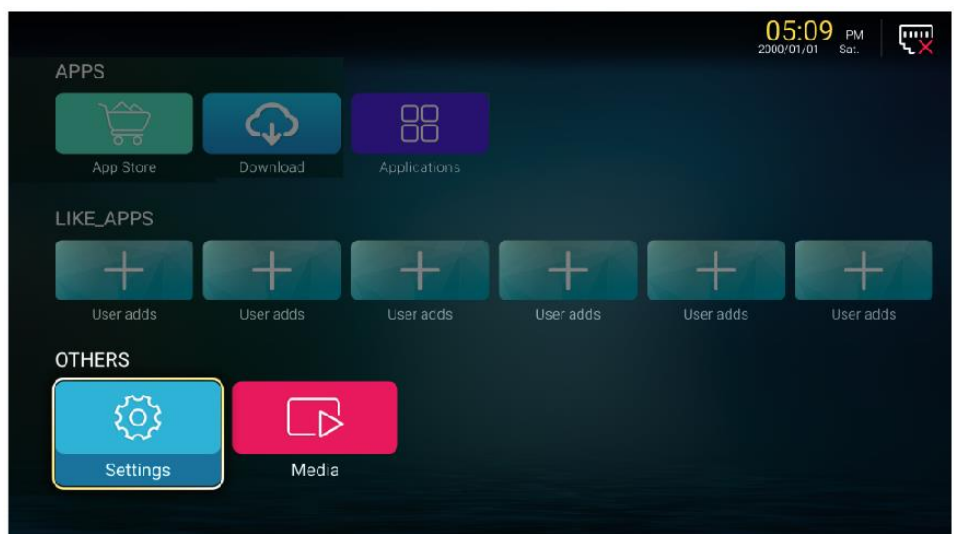 05:09 PM
2000/01/01 Sat.
APPS
App Store Download Applications
LIKE_APPS
User adds User adds User adds User adds User adds User adds
OTHERS
Settings Media